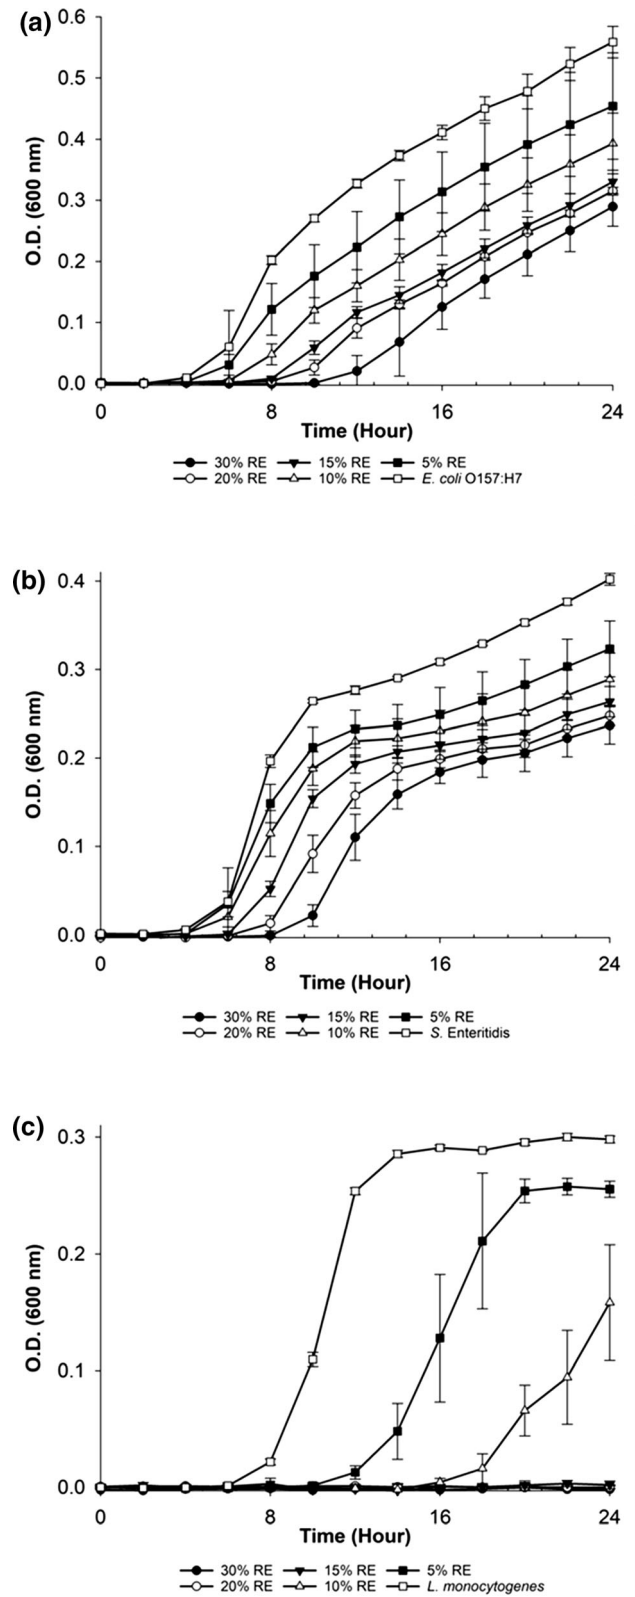 (a)
0.6
0.5
0.4
0.3
0.2
0.1
0.0
O.D. (600 nm)
0 8 16 24
Time (Hour)
30% RE 15% RE 5% RE
20% RE 10% RE E. coli O157:H7
(b)
0.4
0.3
0.2
0.1
0.0
O.D. (600 nm)
0 8 16 24
Time (Hour)
30% RE 15% RE 5% RE
20% RE 10% RE S. Enteritidis
(c)
0.3
0.2
0.1
0.0
O.D. (600 nm)
0 8 16 24
Time (Hour)
30% RE 15% RE 5% RE
20% RE 10% RE L. monocytogenes